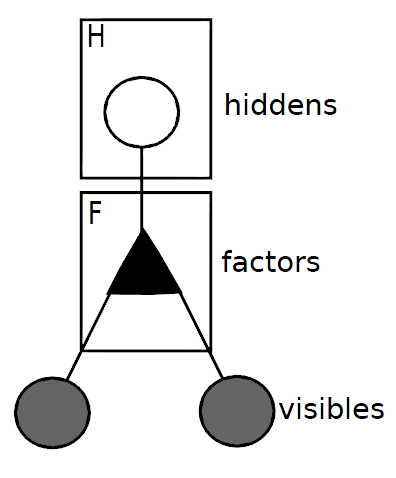 H
hiddens
F
factors
visibles